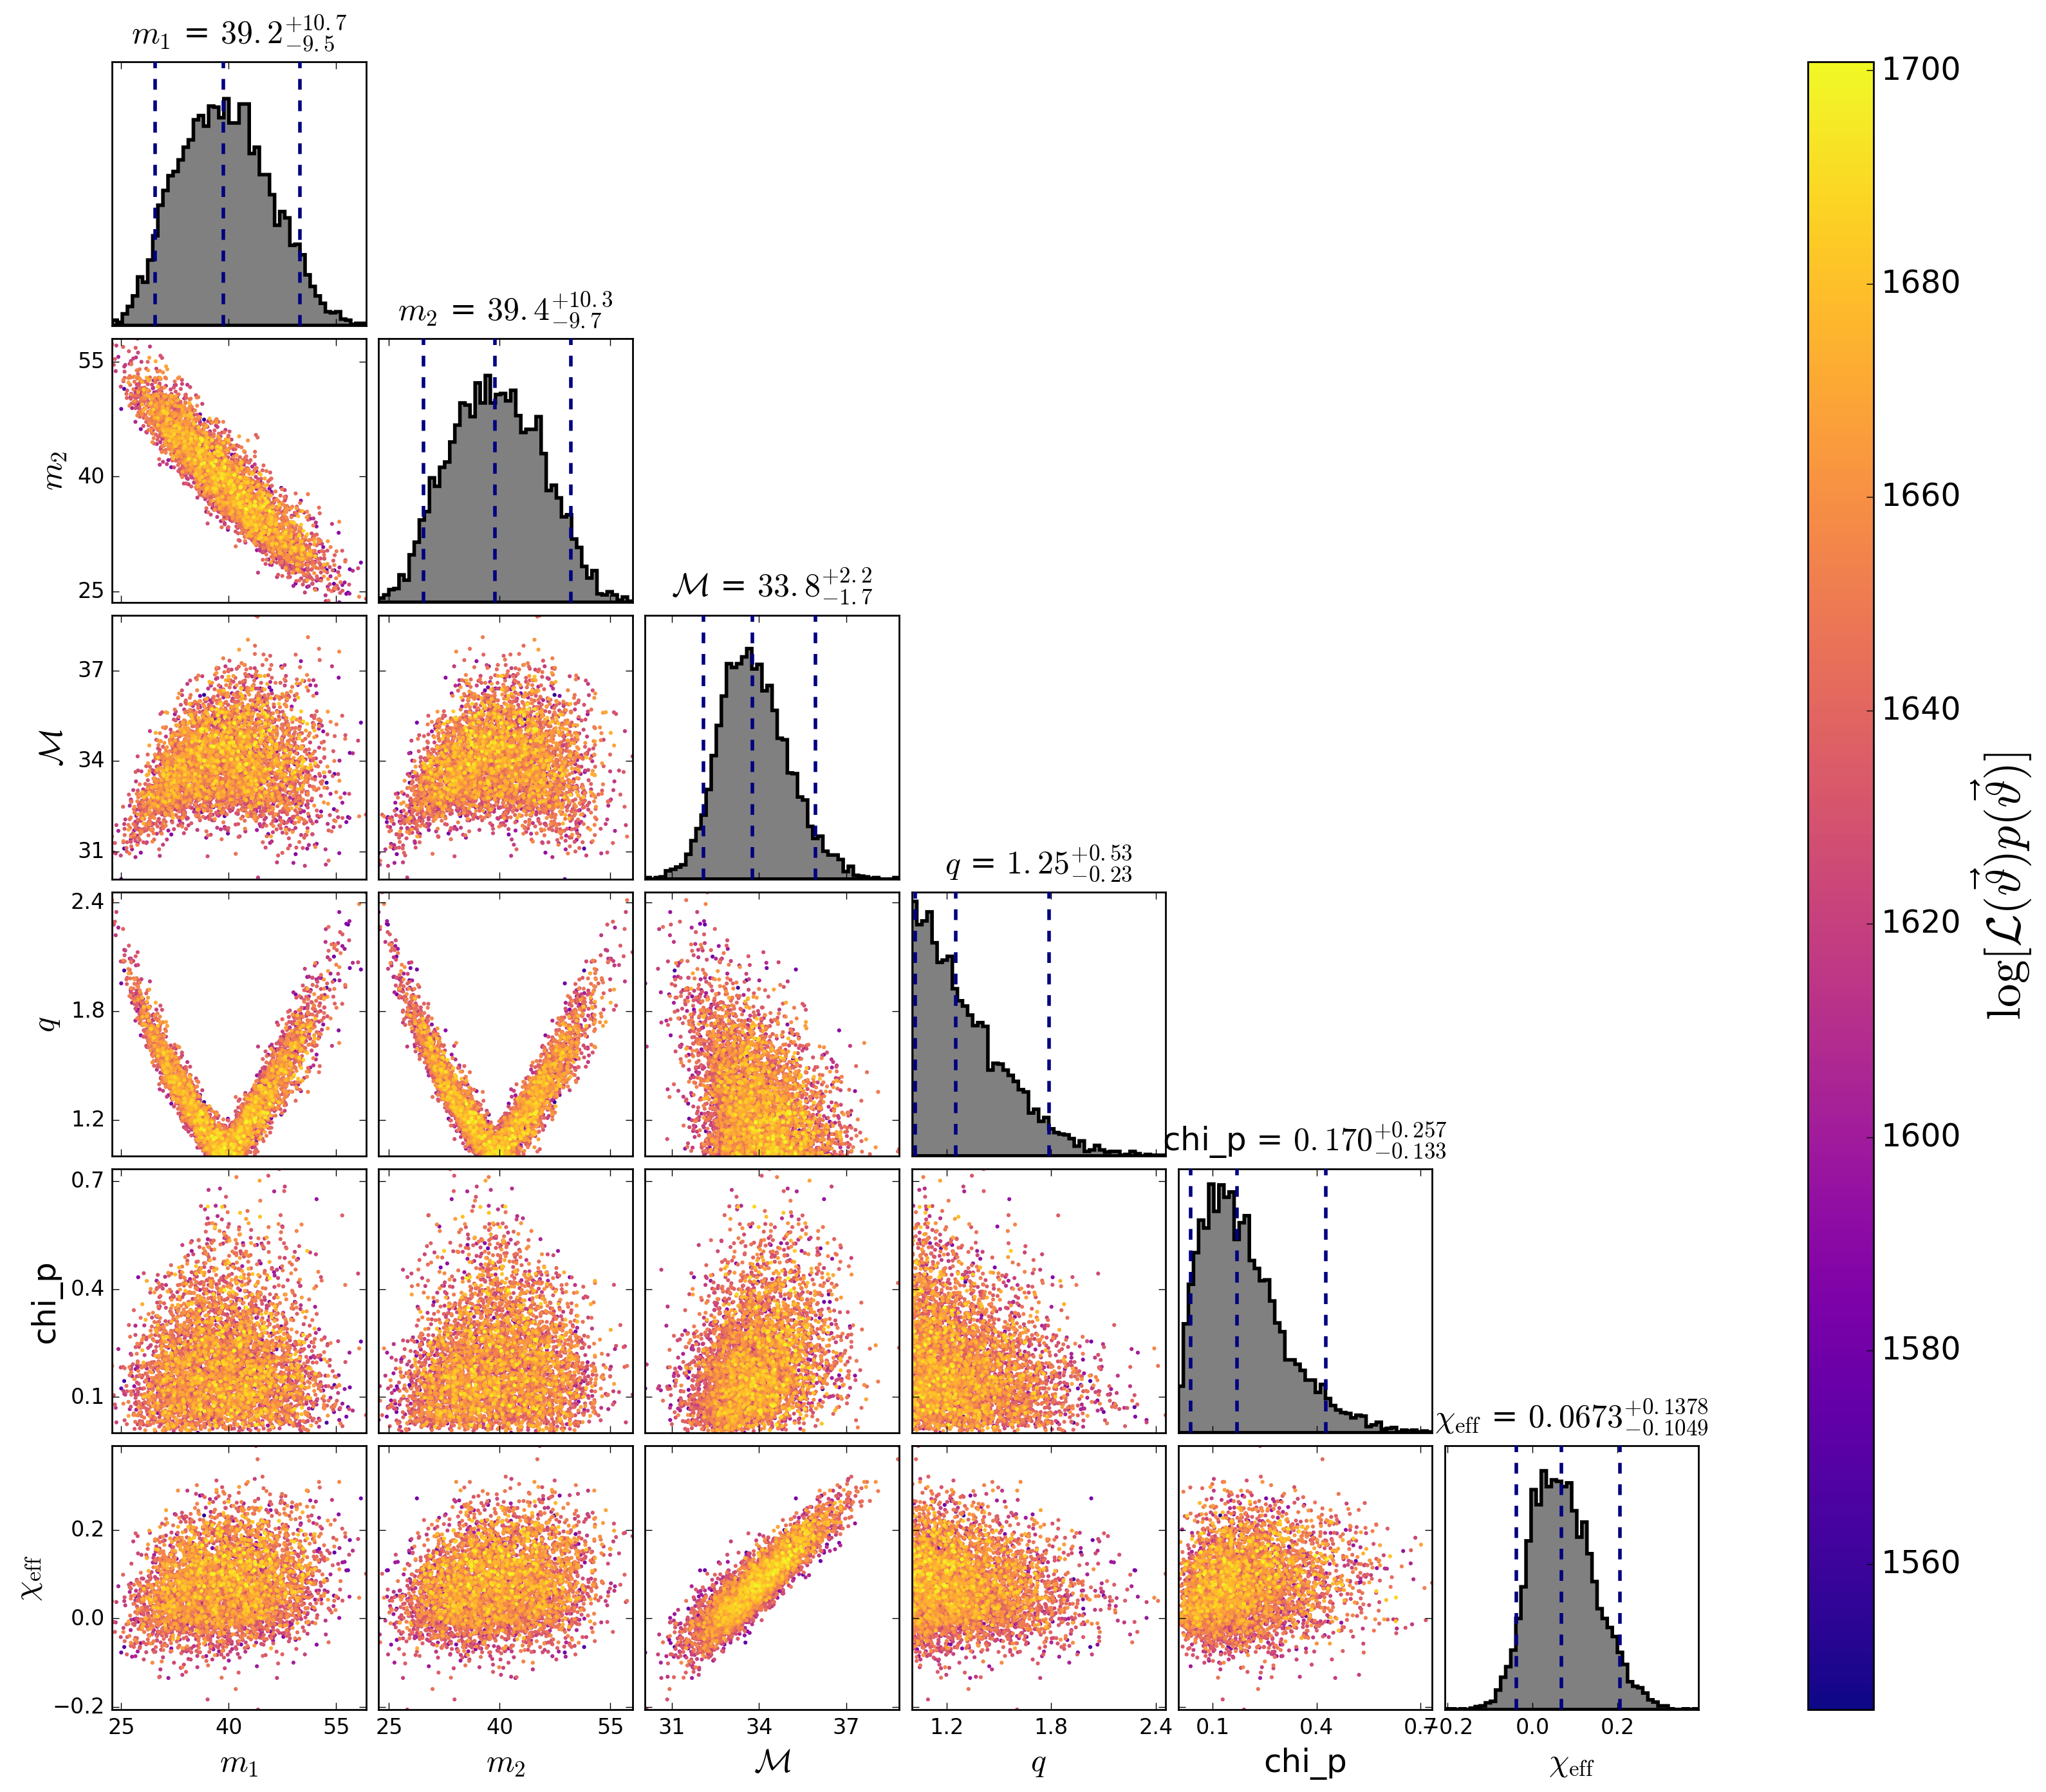 m₁ = 39.2 +10.7 −9.5
1700
1680
1660
1640
1620
1600
1580
1560
log[ℒ(ϑ⃗)p(ϑ⃗)]
m₂ = 39.4 +10.3 −9.7
55
40
25
m₂
ℳ = 33.8 +2.2 −1.7
37
34
31
ℳ
q = 1.25 +0.53 −0.23
2.4
1.8
1.2
q
chi_p = 0.170 +0.257 −0.133
0.7
0.4
0.1
chi_p
χeff = 0.0673 +0.1378 −0.1049
0.2
0.0
−0.2
χeff
25 40 55 25 40 55 31 34 37 1.2 1.8 2.4 0.1 0.4 0.7 −0.2 0.0 0.2
m₁ m₂ ℳ q chi_p χeff